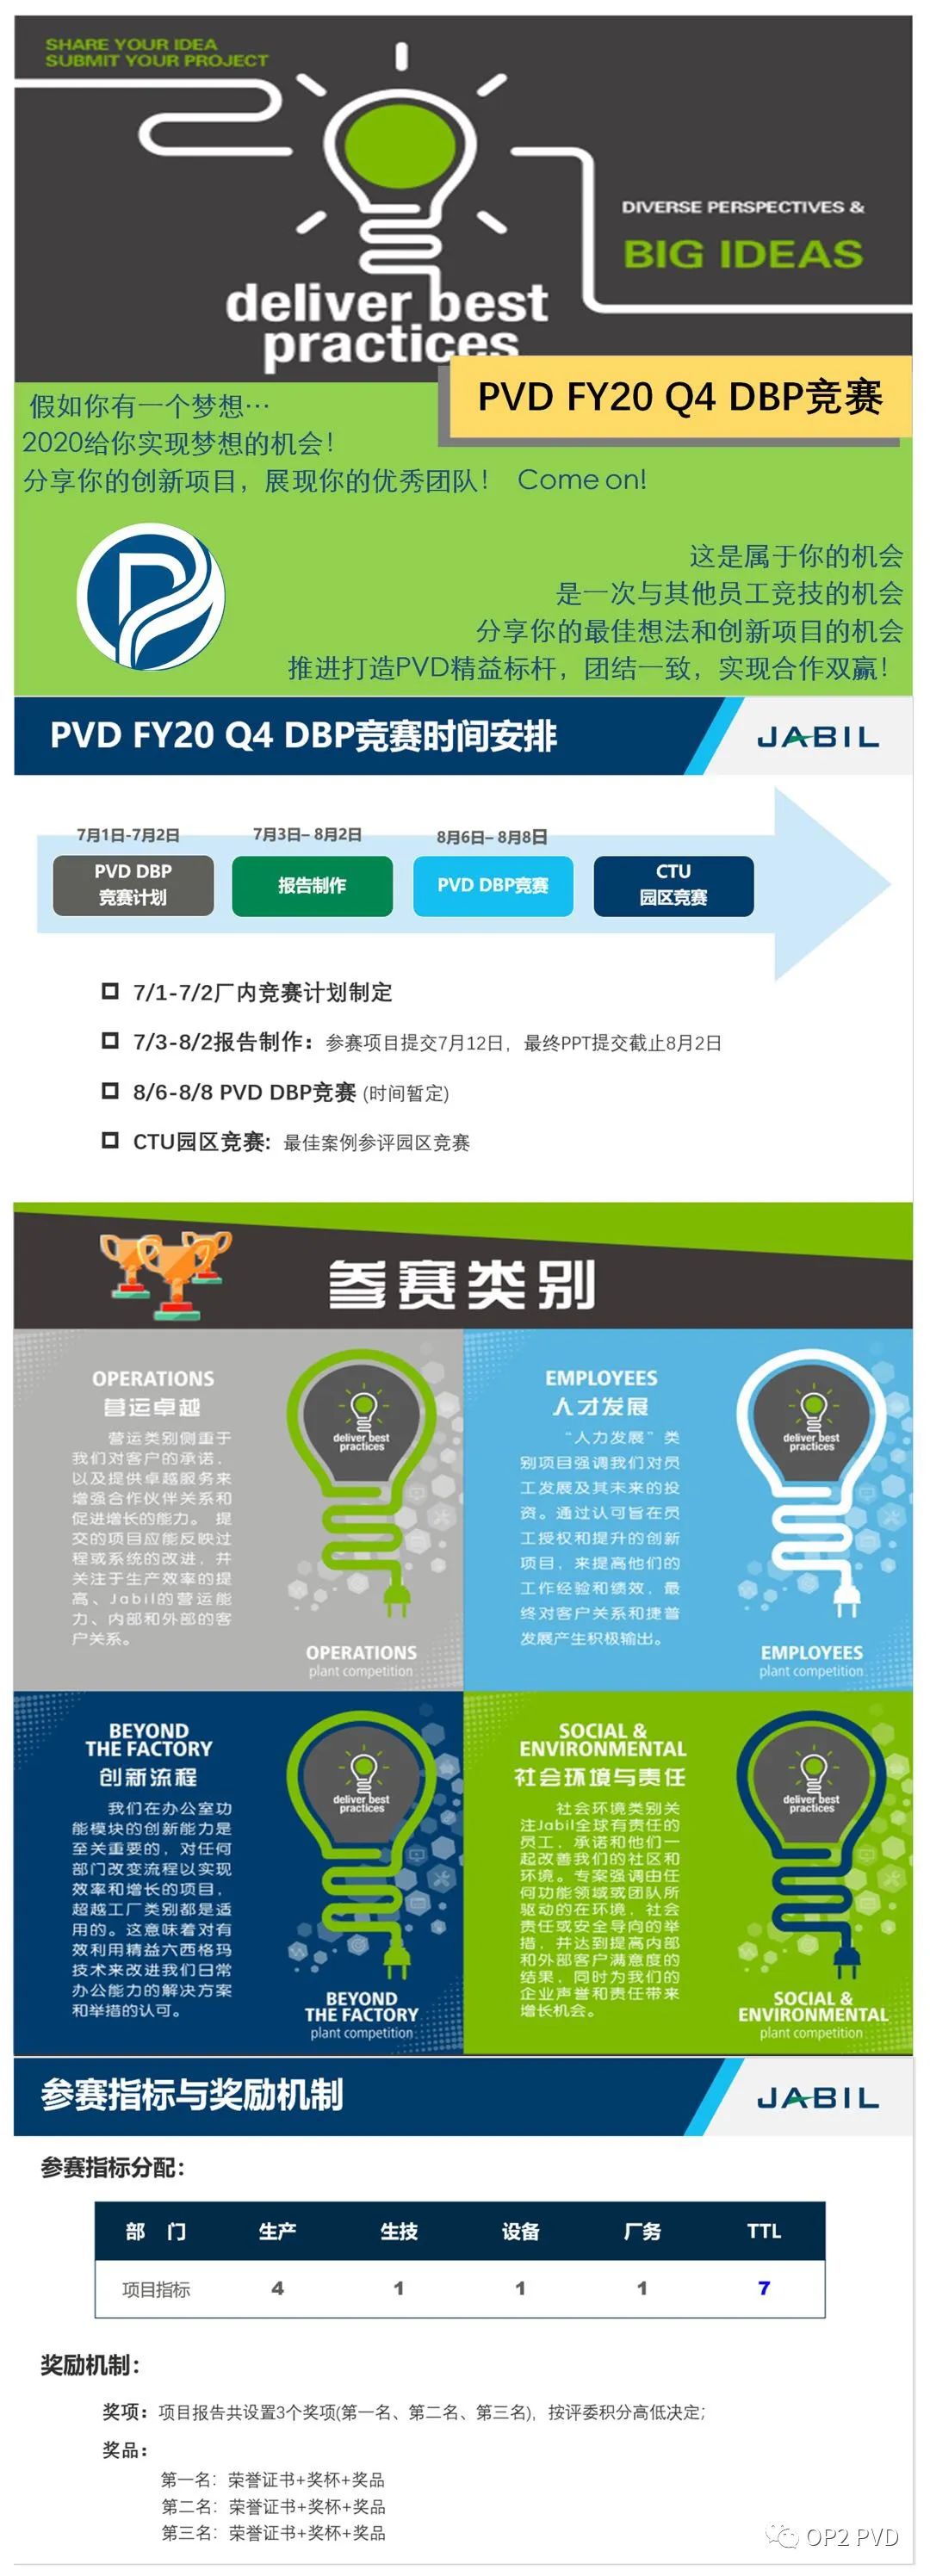 SHARE YOUR IDEA
SUBMIT YOUR PROJECT
DIVERSE PERSPECTIVES &
BIG IDEAS
deliver best
practices
PVD FY20 Q4 DBP竞赛
假如你有一个梦想…
2020给你实现梦想的机会！
分享你的创新项目，展现你的优秀团队！ Come on!
这是属于你的机会
是一次与其他员工竞技的机会
分享你的最佳想法和创新项目的机会
推进打造PVD精益标杆，团结一致，实现合作双赢！
PVD FY20 Q4 DBP竞赛时间安排
JABIL
7月1日-7月2日
7月3日– 8月2日
8月6日– 8月8日
PVD DBP
竞赛计划
报告制作
PVD DBP竞赛
CTU
园区竞赛
7/1-7/2厂内竞赛计划制定
7/3-8/2报告制作：参赛项目提交7月12日，最终PPT提交截止8月2日
8/6-8/8 PVD DBP竞赛 (时间暂定)
CTU园区竞赛：最佳案例参评园区竞赛
参赛类别
OPERATIONS
营运卓越
营运类别侧重于
我们对客户的承诺，
以及提供卓越服务来
增强合作伙伴关系和
促进增长的能力。 提
交的项目应能反映过
程或系统的改进，并
关注于生产效率的提
高、Jabil的营运能
力、内部和外部的客
户关系。
deliver best
practices
OPERATIONS
plant competition
EMPLOYEES
人才发展
“人力发展”类
别项目强调我们对员
工发展及其未来的投
资。通过认可旨在员
工授权和提升的创新
项目，来提高他们的
工作经验和绩效，最
终对客户关系和捷普
发展产生积极输出。
deliver best
practices
EMPLOYEES
plant competition
BEYOND
THE FACTORY
创新流程
我们在办公室功
能模块的创新能力是
至关重要的，对任何
部门改变流程以实现
效率和增长的项目，
超越工厂类别都是适
用的。这意味着对有
效利用精益六西格玛
技术来改进我们日常
办公能力的解决方案
和举措的认可。
deliver best
practices
BEYOND
THE FACTORY
plant competition
SOCIAL &
ENVIRONMENTAL
社会环境与责任
社会环境类别关
注Jabil全球有责任的
员工，承诺和他们一
起改善我们的社区和
环境。专案强调由任
何功能领域或团队所
驱动的在环境，社会
责任或安全导向的举
措，并达到提高内部
和外部客户满意度的
结果，同时为我们的
企业声誉和责任带来
增长机会。
deliver best
practices
SOCIAL &
ENVIRONMENTAL
plant competition
参赛指标与奖励机制
JABIL
参赛指标分配：
部 门 生产 生技 设备 厂务 TTL
项目指标 4 1 1 1 7
奖励机制：
奖项：项目报告共设置3个奖项(第一名、第二名、第三名)，按评委积分高低决定；
奖品：
第一名：荣誉证书+奖杯+奖品
第二名：荣誉证书+奖杯+奖品
第三名：荣誉证书+奖杯+奖品
OP2 PVD